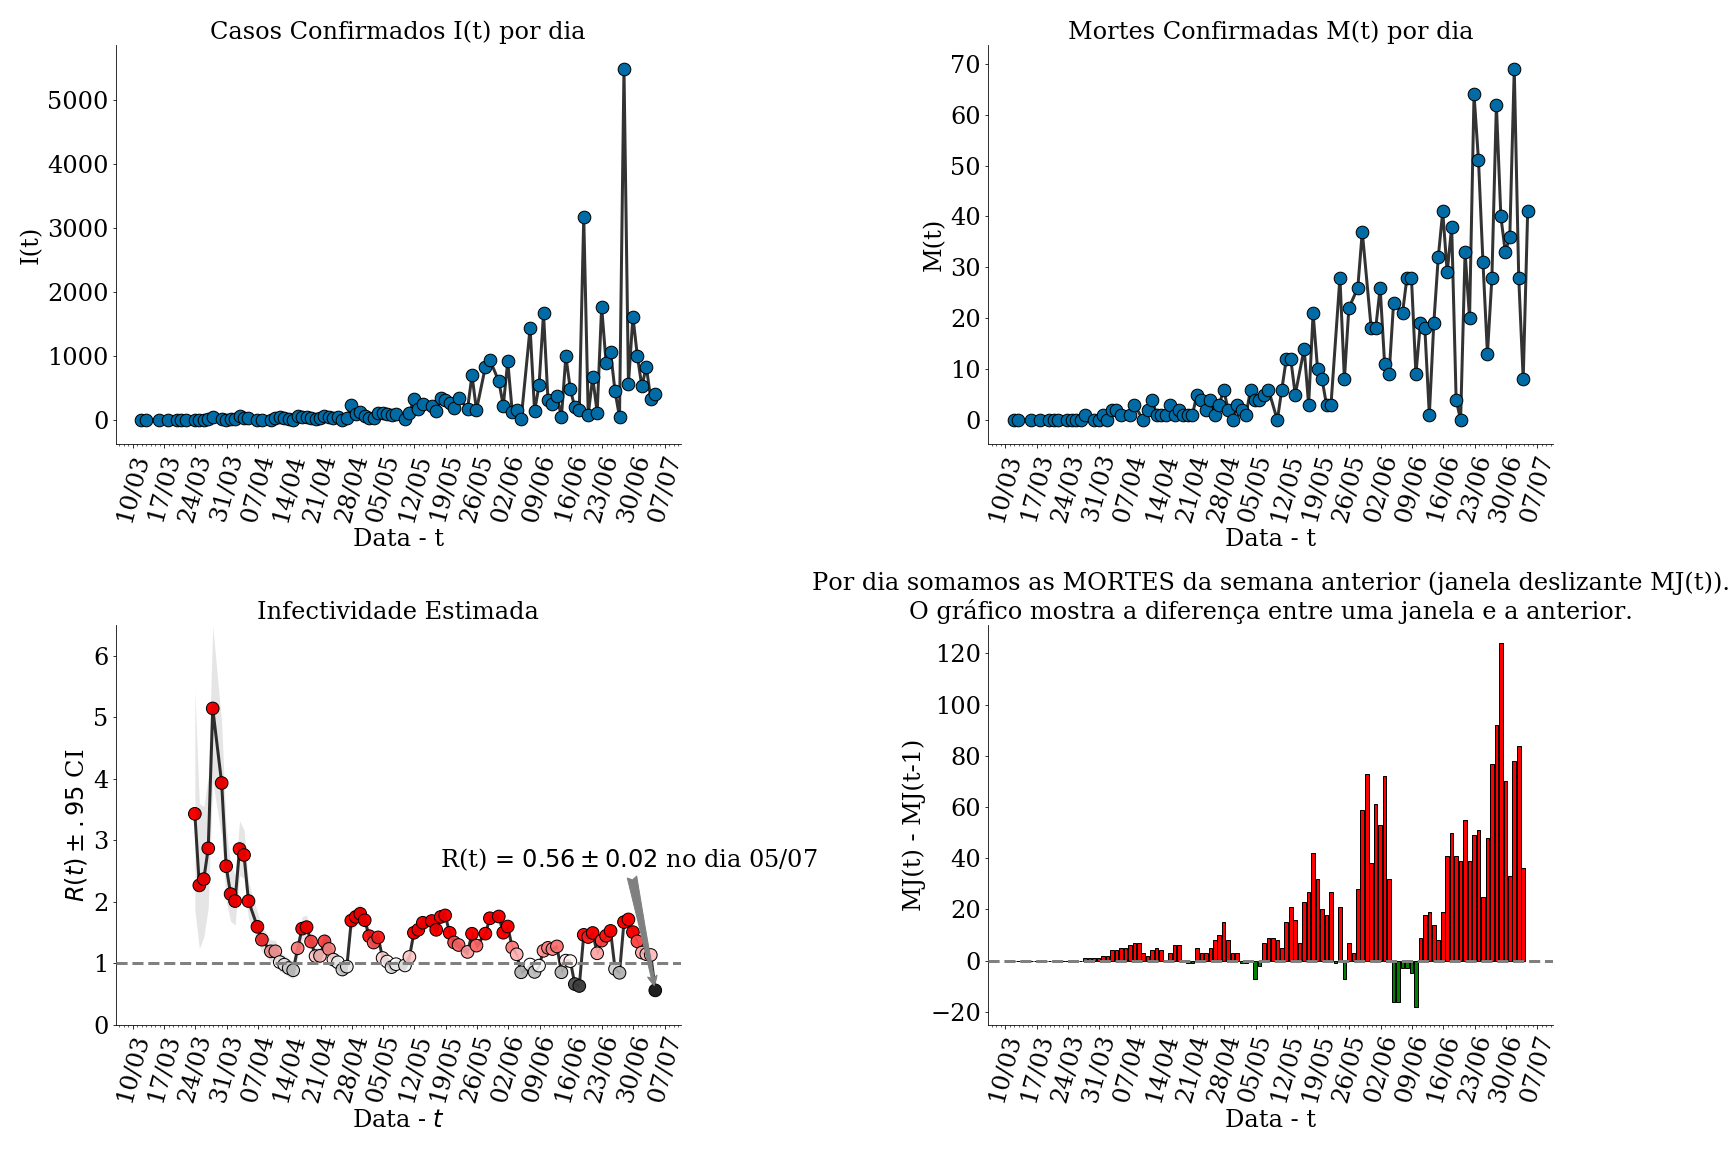 Casos Confirmados I(t) por dia
I(t)
5000
4000
3000
2000
1000
0
10/03 17/03 24/03 31/03 07/04 14/04 21/04 28/04 05/05 12/05 19/05 26/05 02/06 09/06 16/06 23/06 30/06 07/07
Data - t
Mortes Confirmadas M(t) por dia
M(t)
70
60
50
40
30
20
10
0
10/03 17/03 24/03 31/03 07/04 14/04 21/04 28/04 05/05 12/05 19/05 26/05 02/06 09/06 16/06 23/06 30/06 07/07
Data - t
Infectividade Estimada
R(t) ± .95 CI
6
5
4
3
2
1
0
R(t) = 0.56 ± 0.02 no dia 05/07
10/03 17/03 24/03 31/03 07/04 14/04 21/04 28/04 05/05 12/05 19/05 26/05 02/06 09/06 16/06 23/06 30/06 07/07
Data - t
Por dia somamos as MORTES da semana anterior (janela deslizante MJ(t)).
O gráfico mostra a diferença entre uma janela e a anterior.
MJ(t) - MJ(t-1)
120
100
80
60
40
20
0
−20
10/03 17/03 24/03 31/03 07/04 14/04 21/04 28/04 05/05 12/05 19/05 26/05 02/06 09/06 16/06 23/06 30/06 07/07
Data - t